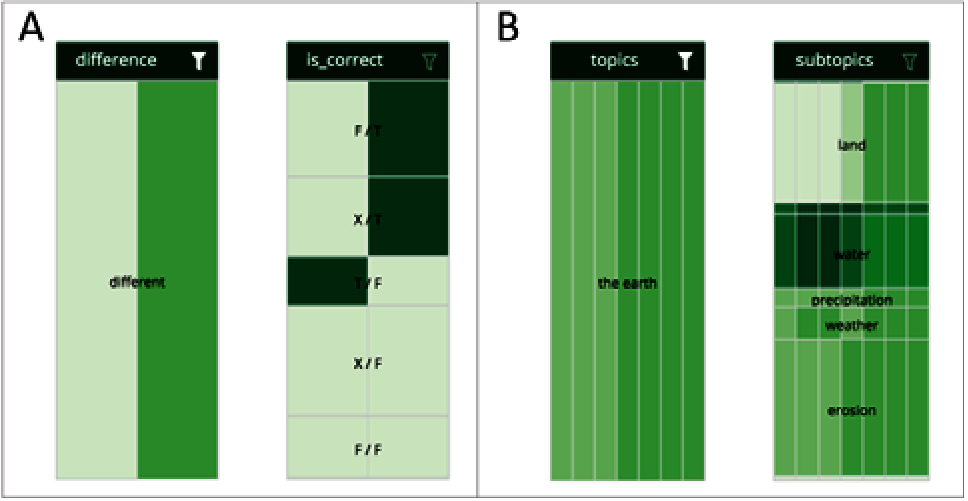 A
difference
is_correct
different
F / T
X / T
T / F
X / F
F / F
B
topics
subtopics
the earth
land
water
precipitation
weather
erosion